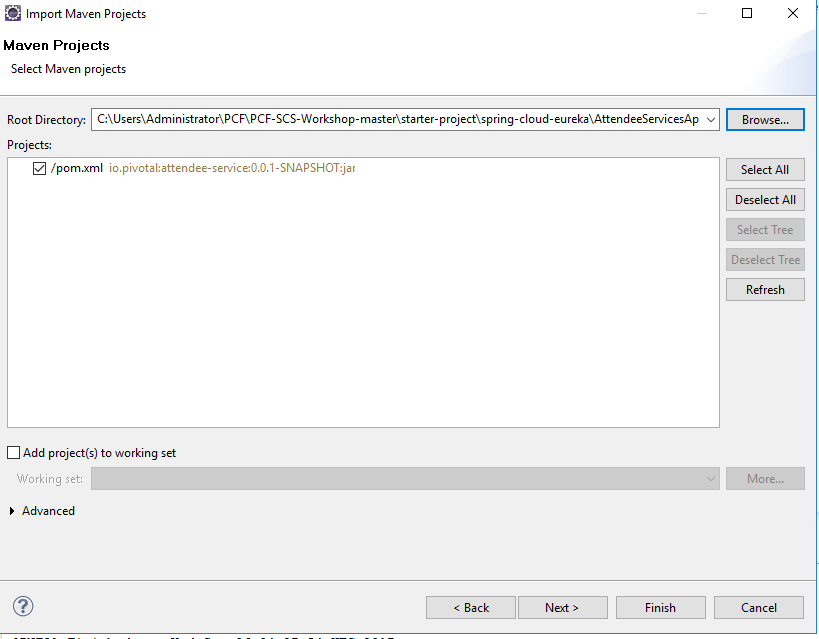 Import Maven Projects
Maven Projects
Select Maven projects
Root Directory: C:\Users\Administrator\PCF\PCF-SCS-Workshop-master\starter-project\spring-cloud-eureka\AttendeeServicesAp Browse...
Projects:
/pom.xml io.pivotal:attendee-service:0.0.1-SNAPSHOT:jar
Select All
Deselect All
Select Tree
Deselect Tree
Refresh
Add project(s) to working set
Working set: More...
Advanced
? < Back Next > Finish Cancel